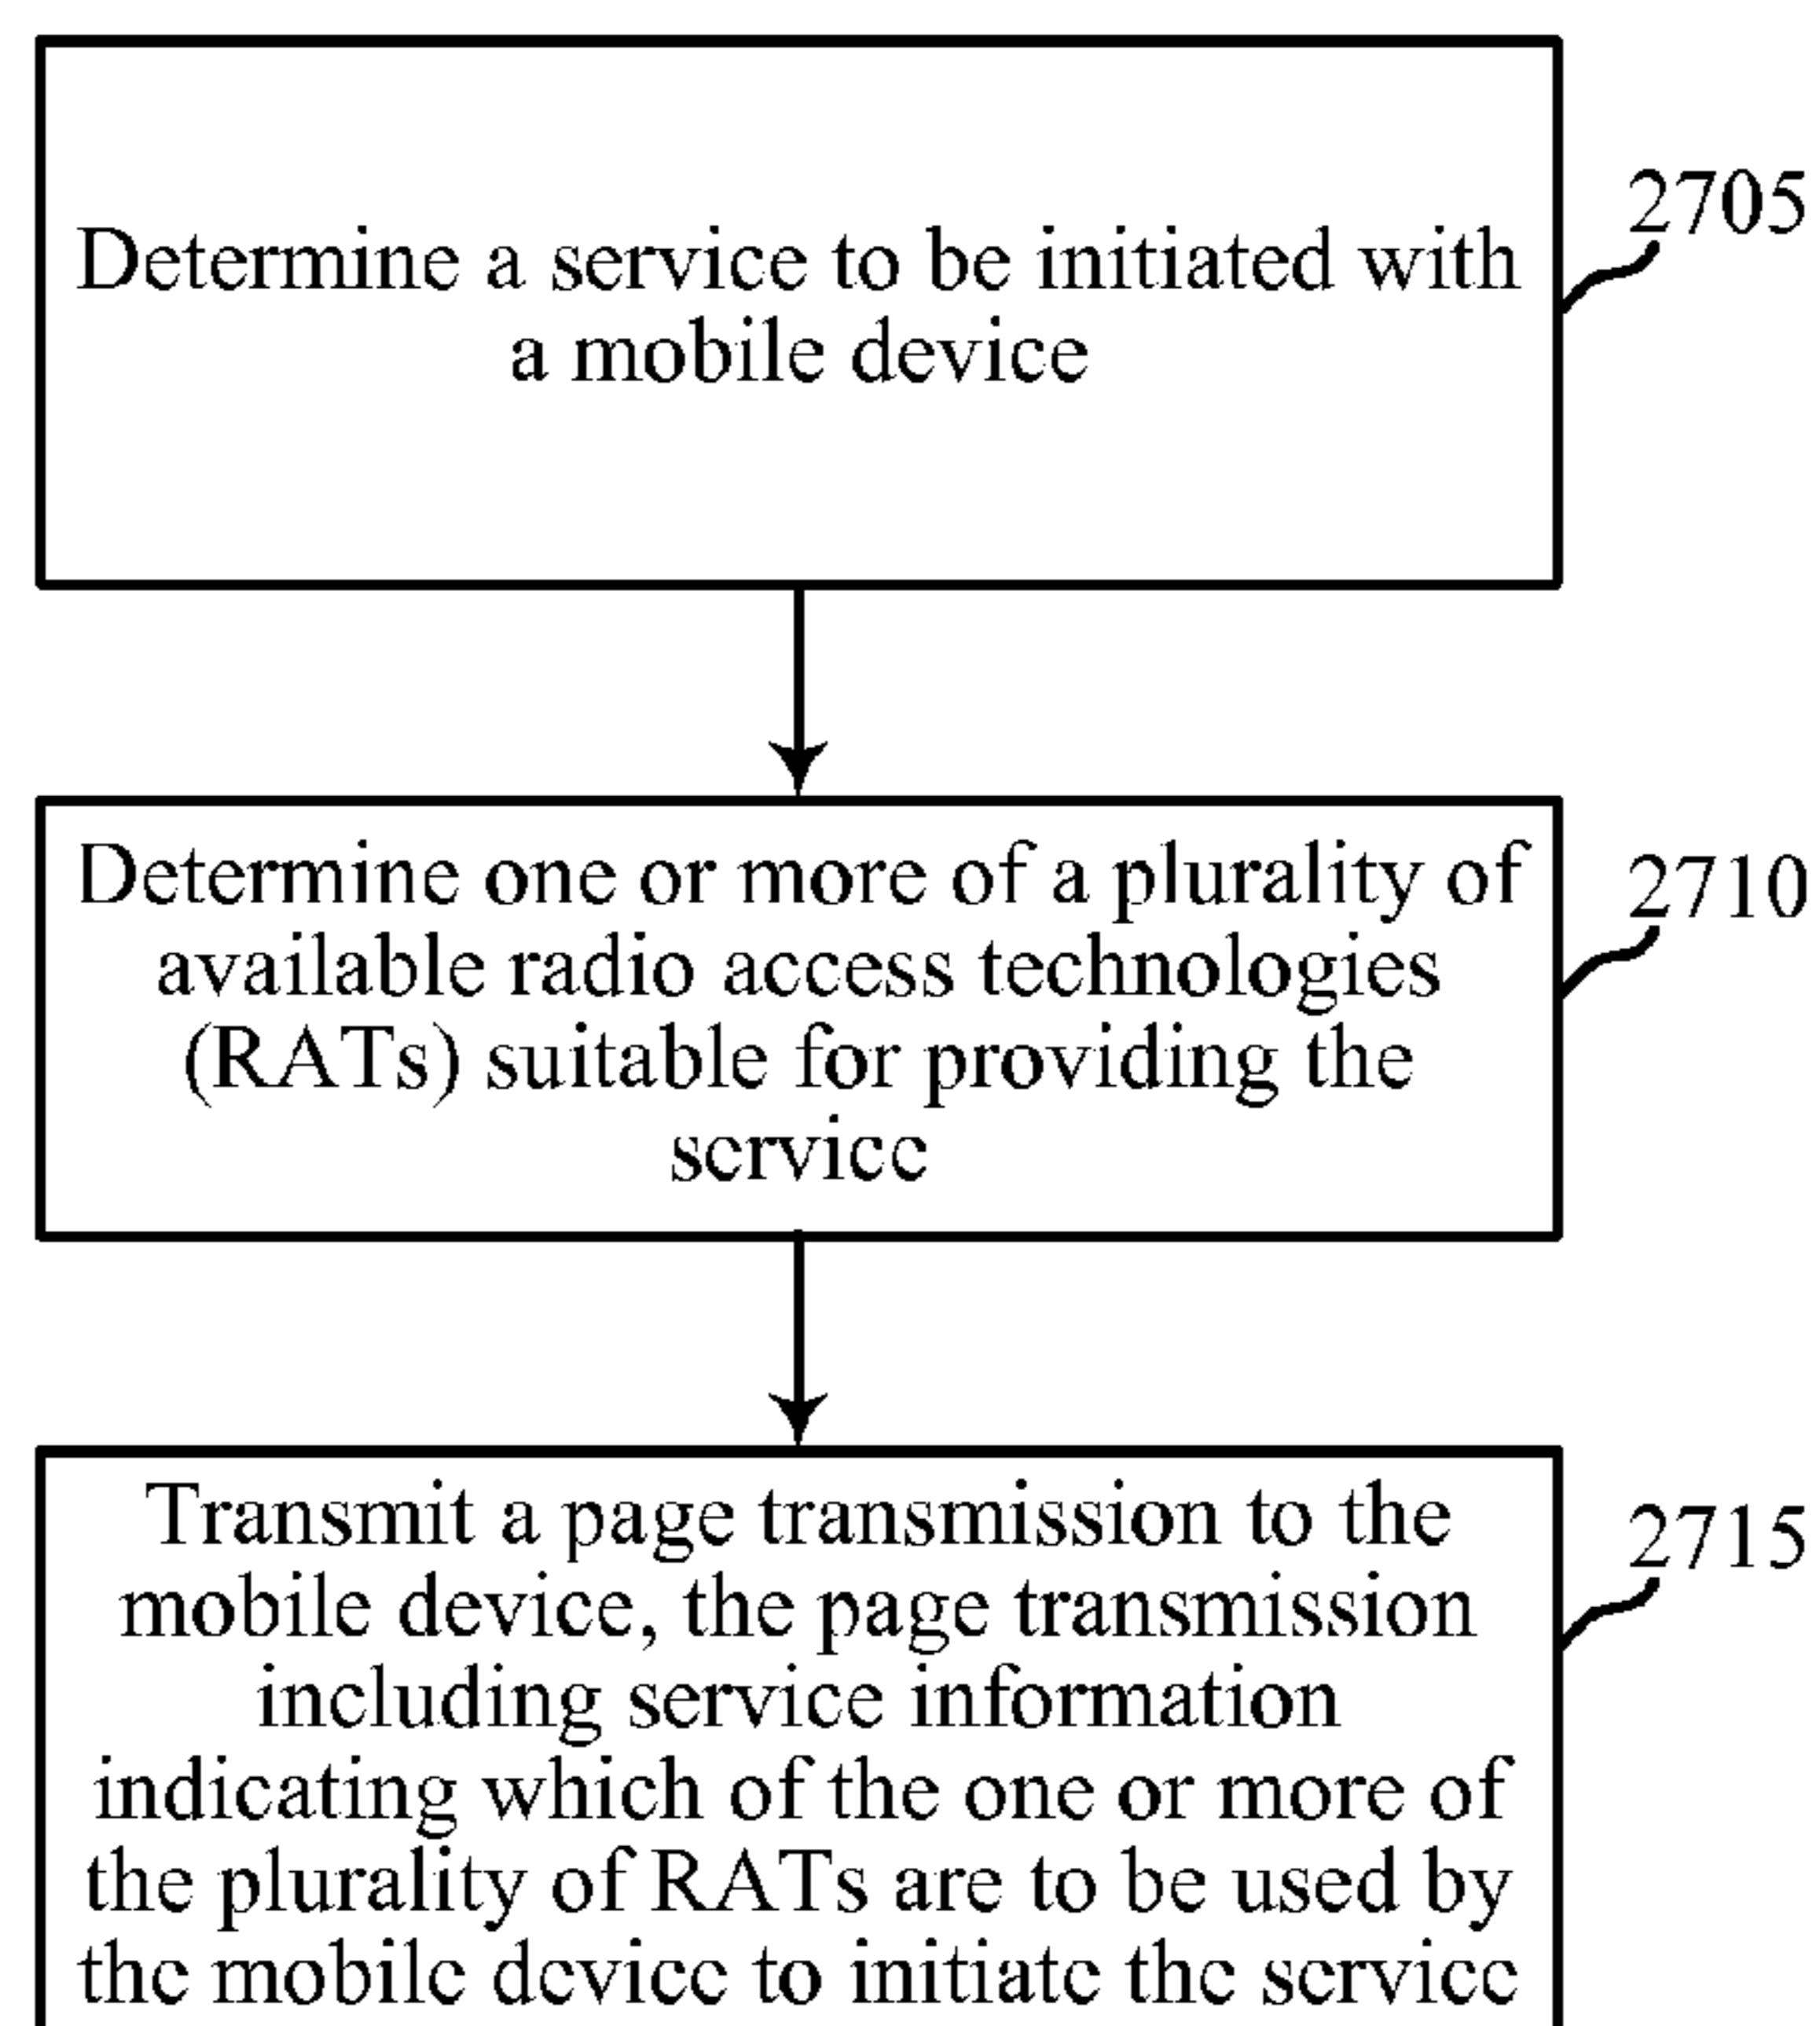 2705
Determine a service to be initiated with
a mobile device
2710
Determine one or more of a plurality of
available radio access technologies
(RATs) suitable for providing the
service
2715
Transmit a page transmission to the
mobile device, the page transmission
including service information
indicating which of the one or more of
the plurality of RATs are to be used by
the mobile device to initiate the service